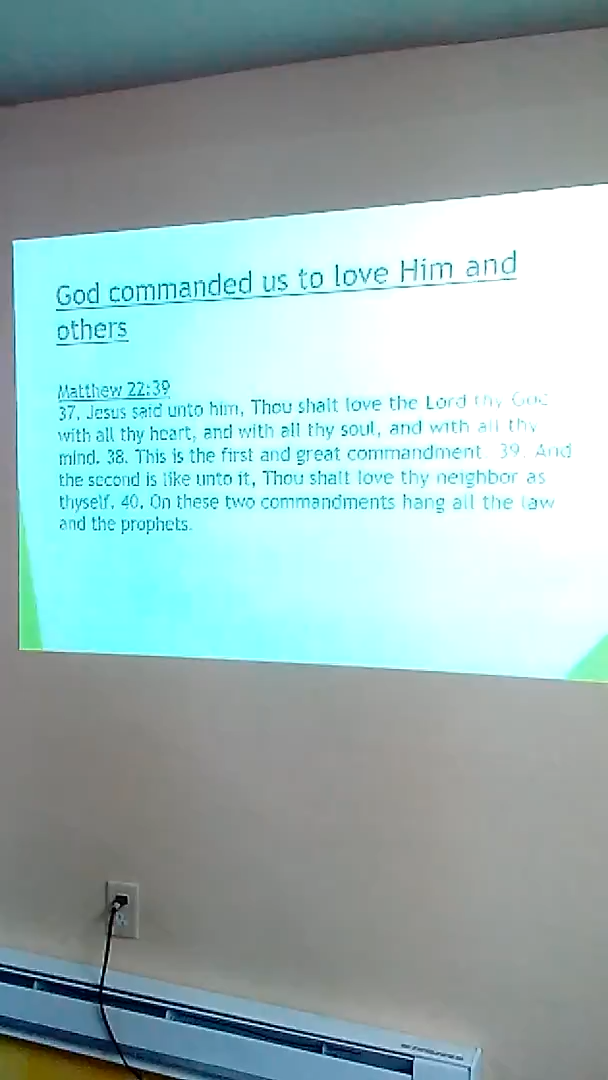 God commanded us to love Him and
others
Matthew 22:39
37. Jesus said unto him, Thou shalt love the Lord thy God
with all thy heart, and with all thy soul, and with all thy
mind. 38. This is the first and great commandment. 39. And
the second is like unto it, Thou shalt love thy neighbor as
thyself. 40. On these two commandments hang all the law
and the prophets.